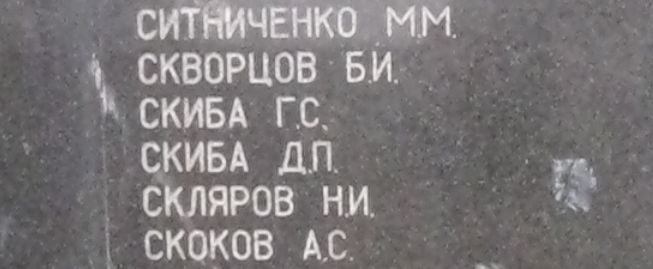 СИТНИЧЕНКО М.М.
СКВОРЦОВ Б.И.
СКИБА Г.С.
СКИБА Д.П.
СКЛЯРОВ Н.И.
СКОКОВ А.С.